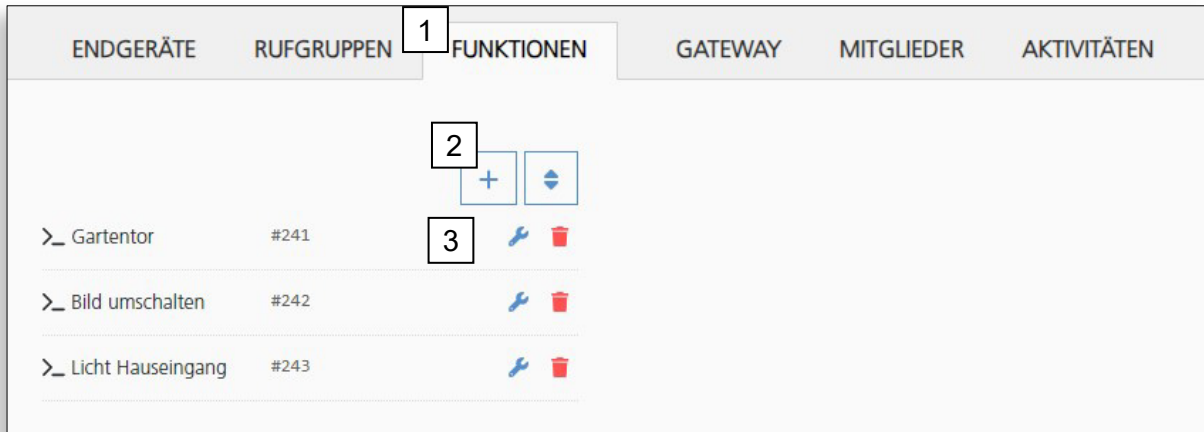 1
ENDGERÄTE RUFGRUPPEN FUNKTIONEN GATEWAY MITGLIEDER AKTIVITÄTEN
2
+
>_ Gartentor #241 3
>_ Bild umschalten #242
>_ Licht Hauseingang #243